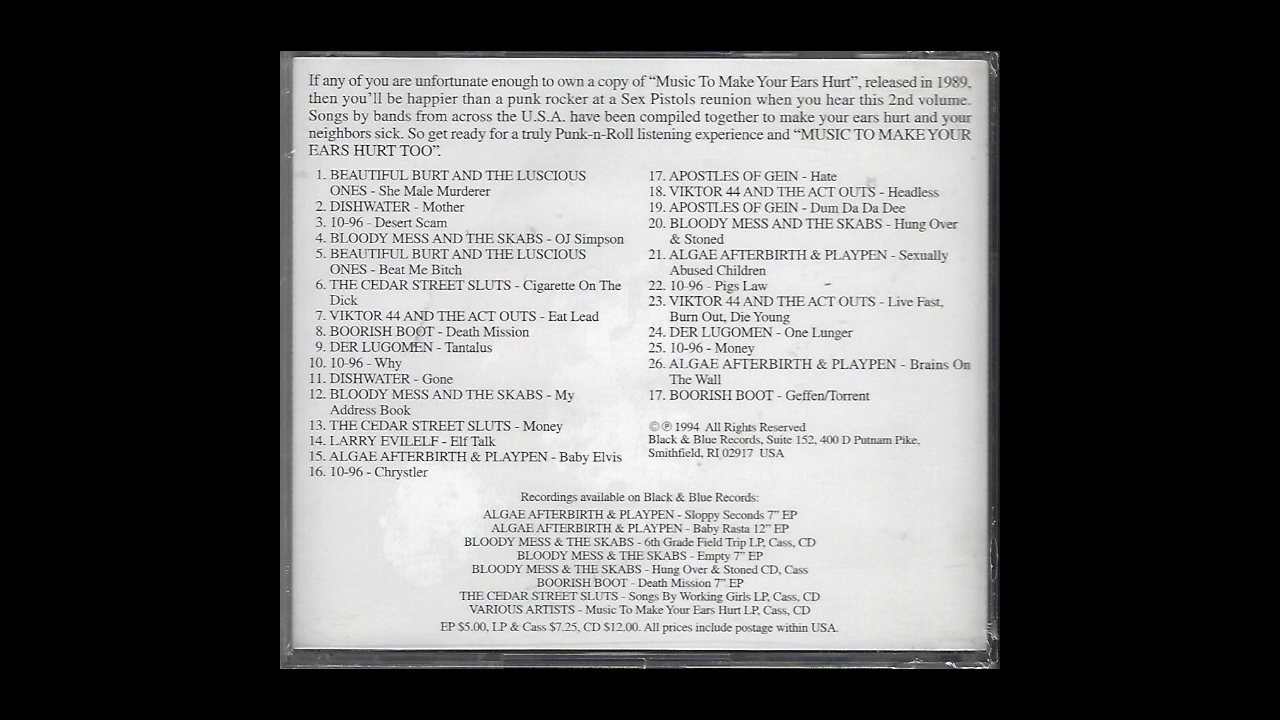 If any of you are unfortunate enough to own a copy of “Music To Make Your Ears Hurt”, released in 1989,
then you’ll be happier than a punk rocker at a Sex Pistols reunion when you hear this 2nd volume.
Songs by bands from across the U.S.A. have been compiled together to make your ears hurt and your
neighbors sick. So get ready for a truly Punk-n-Roll listening experience and “MUSIC TO MAKE YOUR
EARS HURT TOO”.
1. BEAUTIFUL BURT AND THE LUSCIOUS
ONES - She Male Murderer
2. DISHWATER - Mother
3. 10-96 - Desert Scam
4. BLOODY MESS AND THE SKABS - OJ Simpson
5. BEAUTIFUL BURT AND THE LUSCIOUS
ONES - Beat Me Bitch
6. THE CEDAR STREET SLUTS - Cigarette On The
Dick
7. VIKTOR 44 AND THE ACT OUTS - Eat Lead
8. BOORISH BOOT - Death Mission
9. DER LUGOMEN - Tantalus
10. 10-96 - Why
11. DISHWATER - Gone
12. BLOODY MESS AND THE SKABS - My
Address Book
13. THE CEDAR STREET SLUTS - Money
14. LARRY EVILELF - Elf Talk
15. ALGAE AFTERBIRTH & PLAYPEN - Baby Elvis
16. 10-96 - Chrystler
17. APOSTLES OF GEIN - Hate
18. VIKTOR 44 AND THE ACT OUTS - Headless
19. APOSTLES OF GEIN - Dum Da Da Dee
20. BLOODY MESS AND THE SKABS - Hung Over
& Stoned
21. ALGAE AFTERBIRTH & PLAYPEN - Sexually
Abused Children
22. 10-96 - Pigs Law
23. VIKTOR 44 AND THE ACT OUTS - Live Fast,
Burn Out, Die Young
24. DER LUGOMEN - One Lunger
25. 10-96 - Money
26. ALGAE AFTERBIRTH & PLAYPEN - Brains On
The Wall
17. BOORISH BOOT - Geffen/Torrent
©℗ 1994 All Rights Reserved
Black & Blue Records, Suite 152, 400 D Putnam Pike,
Smithfield, RI 02917 USA
Recordings available on Black & Blue Records:
ALGAE AFTERBIRTH & PLAYPEN - Sloppy Seconds 7” EP
ALGAE AFTERBIRTH & PLAYPEN - Baby Rasta 12” EP
BLOODY MESS & THE SKABS - 6th Grade Field Trip LP, Cass, CD
BLOODY MESS & THE SKABS - Empty 7” EP
BLOODY MESS & THE SKABS - Hung Over & Stoned CD, Cass
BOORISH BOOT - Death Mission 7” EP
THE CEDAR STREET SLUTS - Songs By Working Girls LP, Cass, CD
VARIOUS ARTISTS - Music To Make Your Ears Hurt LP, Cass, CD
EP $5.00, LP & Cass $7.25, CD $12.00. All prices include postage within USA.